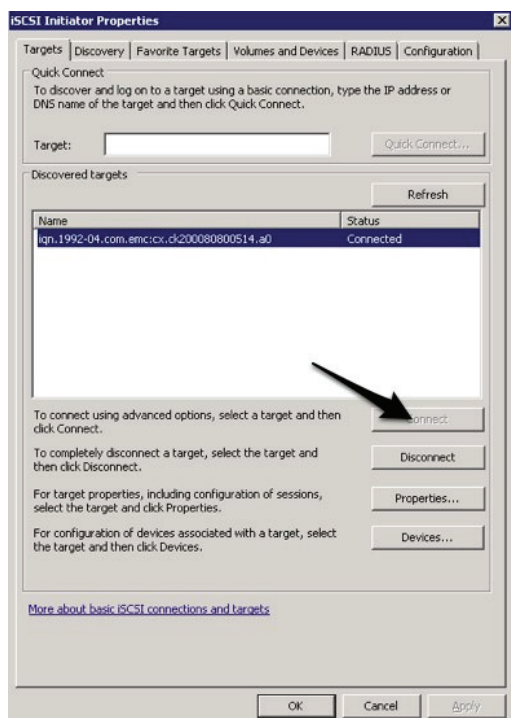 iSCSI Initiator Properties
Targets Discovery Favorite Targets Volumes and Devices RADIUS Configuration
Quick Connect
To discover and log on to a target using a basic connection, type the IP address or
DNS name of the target and then click Quick Connect.
Target:
Quick Connect...
Discovered targets
Refresh
Name Status
iqn.1992-04.com.emc:cx.ck200080800514.a0 Connected
To connect using advanced options, select a target and then
click Connect.
Connect
To completely disconnect a target, select the target and
then click Disconnect.
Disconnect
For target properties, including configuration of sessions,
select the target and click Properties.
Properties...
For configuration of devices associated with a target, select
the target and then click Devices.
Devices...
More about basic iSCSI connections and targets
OK Cancel Apply